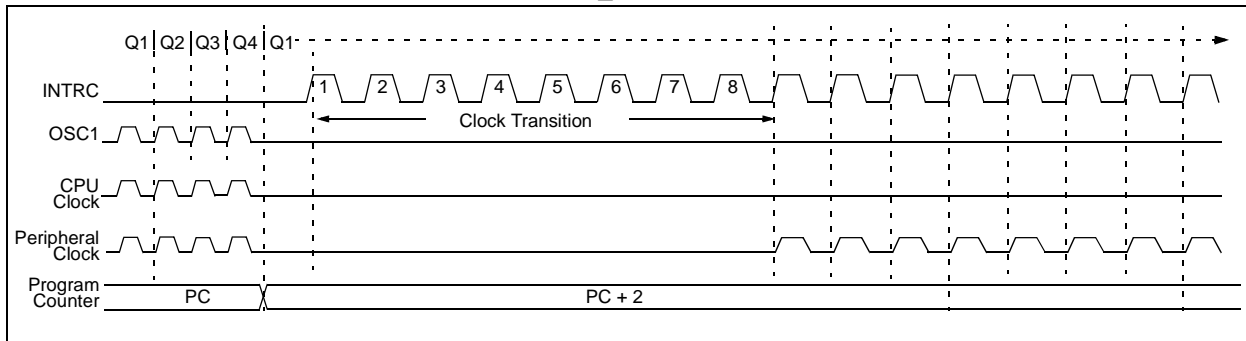 Q1 Q2 Q3 Q4 Q1
INTRC
1 2 3 4 5 6 7 8
Clock Transition
OSC1
CPU
Clock
Peripheral
Clock
Program
Counter
PC
PC + 2